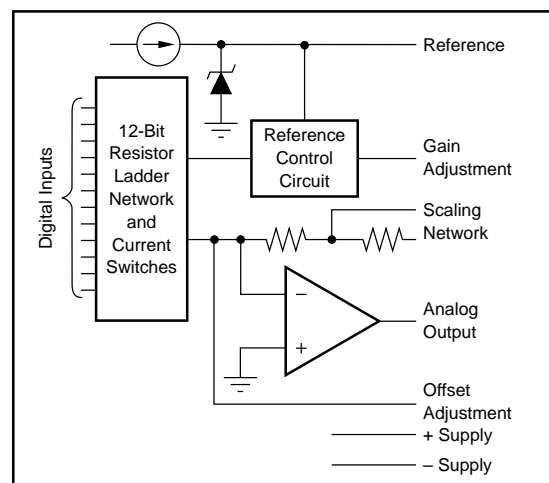 Reference
12-Bit
Resistor
Ladder
Network
and
Current
Switches
Digital Inputs
Reference
Control
Circuit
Gain
Adjustment
Scaling
Network
−
+
Analog
Output
Offset
Adjustment
+ Supply
– Supply